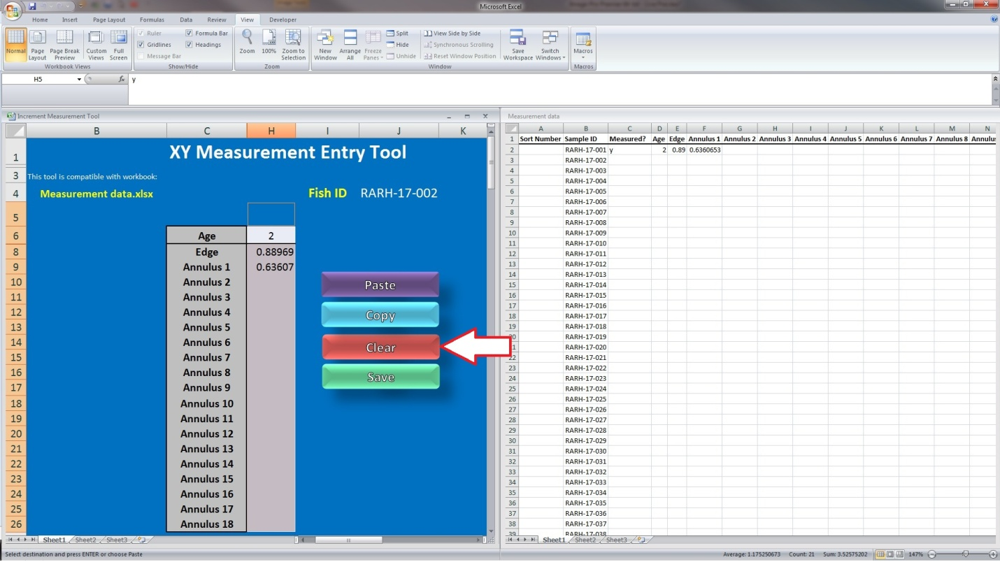 Microsoft Excel
Home Insert Page Layout Formulas Data Review View Developer
Normal Page Layout Page Break Preview Custom Views Full Screen
Workbook Views
Ruler Formula Bar
Gridlines Headings
Message Bar
Show/Hide
Zoom 100% Zoom to Selection
Zoom
New Window Arrange All Freeze Panes Split Hide Unhide
View Side by Side
Synchronous Scrolling
Reset Window Position
Save Workspace Switch Windows
Window
Macros
Macros
H5 fx y
Increment Measurement Tool
B C H I J K
1 XY Measurement Entry Tool
3 This tool is compatible with workbook:
4 Measurement data.xlsx Fish ID RARH-17-002
5
6 Age 2
8 Edge 0.88969
9 Annulus 1 0.63607
10 Annulus 2
11 Annulus 3
12 Annulus 4
13 Annulus 5
14 Annulus 6
15 Annulus 7
16 Annulus 8
17 Annulus 9
18 Annulus 10
19 Annulus 11
20 Annulus 12
21 Annulus 13
22 Annulus 14
23 Annulus 15
24 Annulus 16
25 Annulus 17
26 Annulus 18
Paste
Copy
Clear
Save
Sheet1 Sheet2 Sheet3
Measurement data
A B C D E F G H I J K L M N
1 Sort Number Sample ID Measured? Age Edge Annulus 1 Annulus 2 Annulus 3 Annulus 4 Annulus 5 Annulus 6 Annulus 7 Annulus 8 Annulus
2 RARH-17-001 y 2 0.89 0.6360653
3 RARH-17-002
4 RARH-17-003
5 RARH-17-004
6 RARH-17-005
7 RARH-17-006
8 RARH-17-007
9 RARH-17-008
10 RARH-17-009
11 RARH-17-010
12 RARH-17-011
13 RARH-17-012
14 RARH-17-013
15 RARH-17-014
16 RARH-17-015
17 RARH-17-016
18 RARH-17-017
19 RARH-17-018
20 RARH-17-019
21 RARH-17-020
22 RARH-17-021
23 RARH-17-022
24 RARH-17-023
25 RARH-17-024
26 RARH-17-025
27 RARH-17-026
28 RARH-17-027
29 RARH-17-028
30 RARH-17-029
31 RARH-17-030
32 RARH-17-031
33 RARH-17-032
34 RARH-17-033
35 RARH-17-034
36 RARH-17-035
37 RARH-17-036
38 RARH-17-037
39 RARH-17-038
Sheet1 Sheet2 Sheet3
Select destination and press ENTER or choose Paste Average: 1.175250673 Count: 21 Sum: 3.52575202 147%